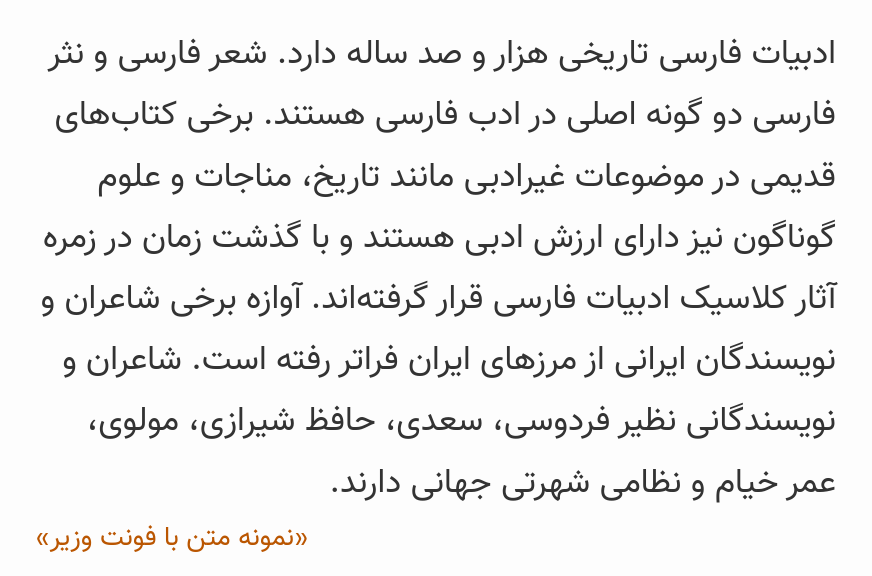 ادبیات فارسی تاریخی هزار و صد ساله دارد. شعر فارسی و نثر
فارسی دو گونه اصلی در ادب فارسی هستند. برخی کتاب‌های
قدیمی در موضوعات غیرادبی مانند تاریخ، مناجات و علوم
گوناگون نیز دارای ارزش ادبی هستند و با گذشت زمان در زمره
آثار کلاسیک ادبیات فارسی قرار گرفته‌اند. آوازه برخی شاعران و
نویسندگان ایرانی از مرزهای ایران فراتر رفته است. شاعران و
نویسندگانی نظیر فردوسی، سعدی، حافظ شیرازی، مولوی،
عمر خیام و نظامی شهرتی جهانی دارند.
«نمونه متن با فونت وزیر»